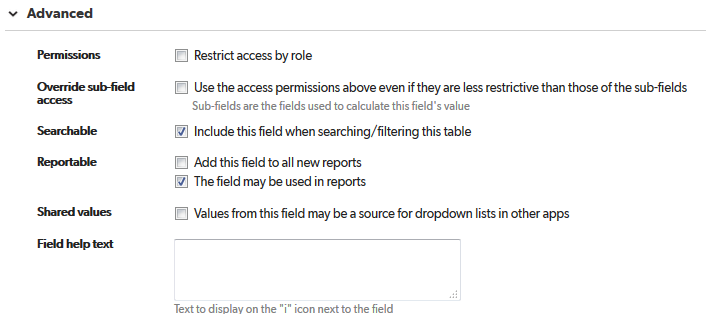 Advanced
Permissions Restrict access by role
Override sub-field access Use the access permissions above even if they are less restrictive than those of the sub-fields
Sub-fields are the fields used to calculate this field's value
Searchable Include this field when searching/filtering this table
Reportable Add this field to all new reports
The field may be used in reports
Shared values Values from this field may be a source for dropdown lists in other apps
Field help text
Text to display on the "i" icon next to the field